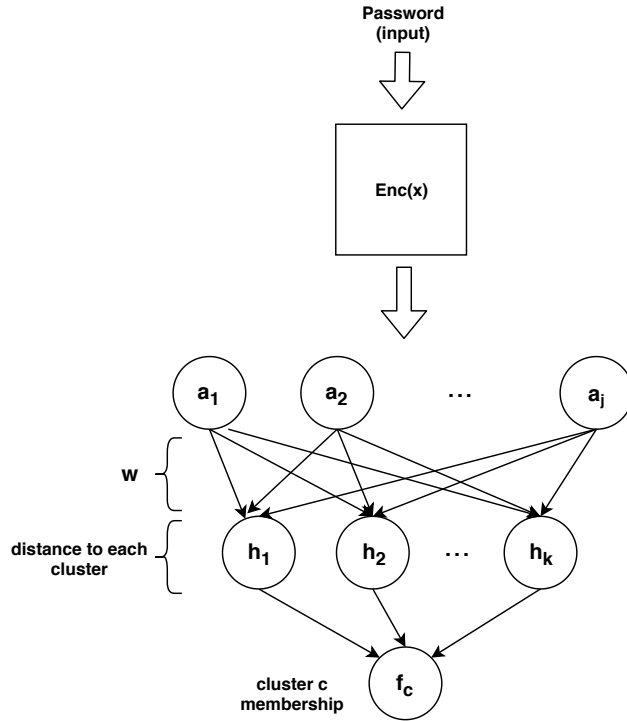 Password
(input)
Enc(x)
a1 a2 ... aj
w
distance to each
cluster
h1 h2 ... hk
cluster c
membership
fc